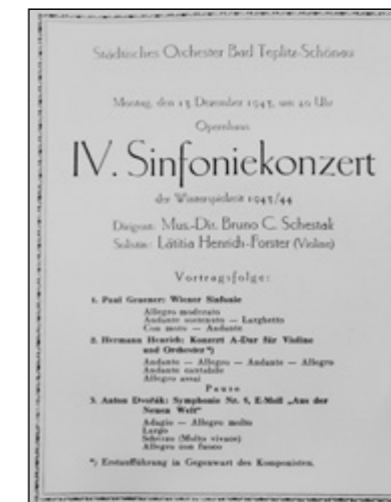 Städtisches Orchester Bad Teplitz-Schönau
Montag, den 13. Dezember 1943, um 20 Uhr
Opernhaus
IV. Sinfoniekonzert
der Winterspielzeit 1943/44
Dirigent: Mus.-Dir. Bruno C. Schestak
Solistin: Lätitia Henrich-Forster (Violine)
Vortragsfolge:
1. Paul Graener: Wiener Sinfonie
Allegro moderato
Andante sostenuto — Larghetto
Con moto — Andante
2. Hermann Henrich: Konzert A-Dur für Violine
und Orchester*)
Andante — Allegro — Andante — Allegro
Andante cantabile
Allegro assai
Pause
3. Anton Dvořák: Symphonie Nr. 5, E-Moll „Aus der
Neuen Welt"
Adagio — Allegro molto
Largo
Scherzo (Molto vivace)
Allegro con fuoco
*) Erstaufführung in Gegenwart des Komponisten.